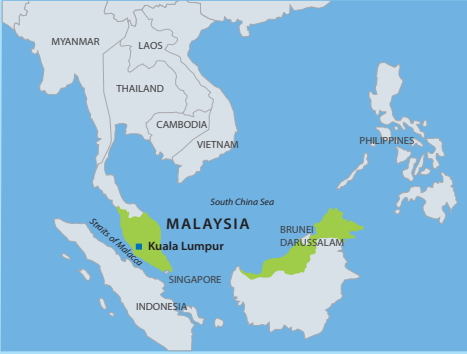 MYANMAR
LAOS
THAILAND
CAMBODIA
VIETNAM
PHILIPPINES
South China Sea
MALAYSIA
Straits of Malacca
Kuala Lumpur
BRUNEI
DARUSSALAM
SINGAPORE
INDONESIA